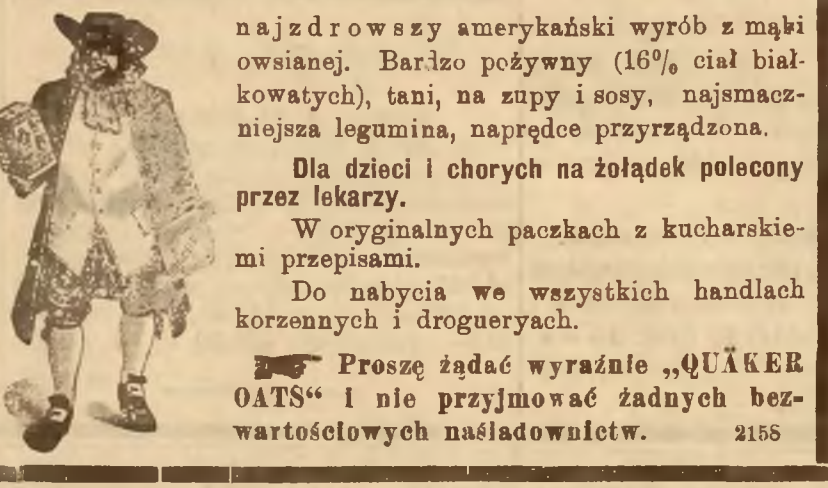 najzdrowszy amerykański wyrób z mąki
owsianej. Bardzo pożywny (16% ciał biał-
kowatych), tani, na zupy i sosy, najsmacz-
niejsza legumina, naprędce przyrządzona.
Dla dzieci i chorych na żołądek polecony
przez lekarzy.
W oryginalnych paczkach z kucharskie-
mi przepisami.
Do nabycia we wszystkich handlach
korzennych i drogueryach.
Proszę żądać wyraźnie „QUÄKER
OATS“ i nie przyjmować żadnych bez-
wartościowych naśladownictw. 2158